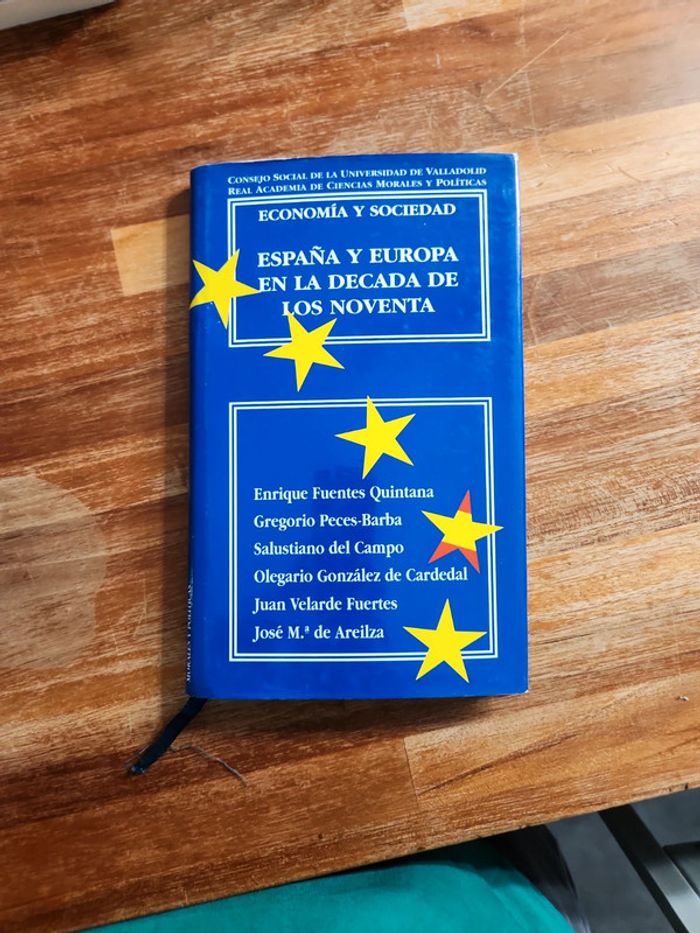 CONSEJO SOCIAL DE LA UNIVERSIDAD DE VALLADOLID
REAL ACADEMIA DE CIENCIAS MORALES Y POLÍTICAS
ECONOMÍA Y SOCIEDAD
ESPAÑA Y EUROPA
EN LA DECADA DE
LOS NOVENTA
Enrique Fuentes Quintana
Gregorio Peces-Barba
Salustiano del Campo
Olegario González de Cardedal
Juan Velarde Fuertes
José M.ª de Areilza